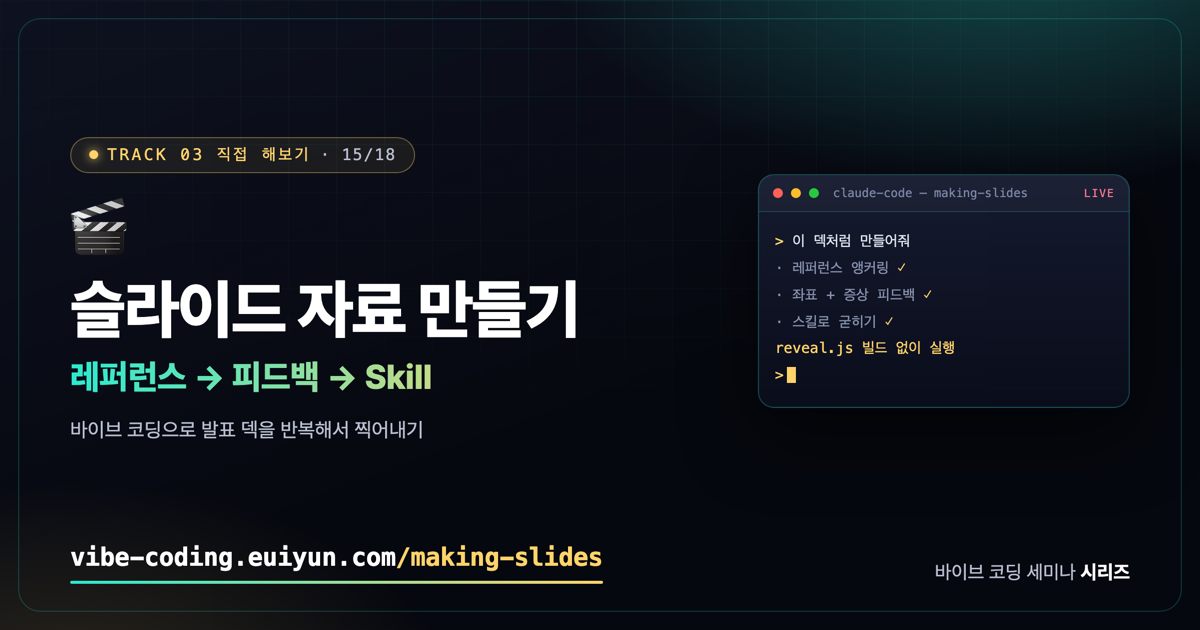 TRACK 03 직접 해보기 · 15/18
슬라이드 자료 만들기
레퍼런스 → 피드백 → Skill
바이브 코딩으로 발표 덱을 반복해서 찍어내기
vibe-coding.euiyun.com/making-slides
claude-code — making-slides LIVE
> 이 덱처럼 만들어줘
· 레퍼런스 앵커링 ✓
· 좌표 + 증상 피드백 ✓
· 스킬로 굳히기 ✓
reveal.js 빌드 없이 실행
>
바이브 코딩 세미나 시리즈